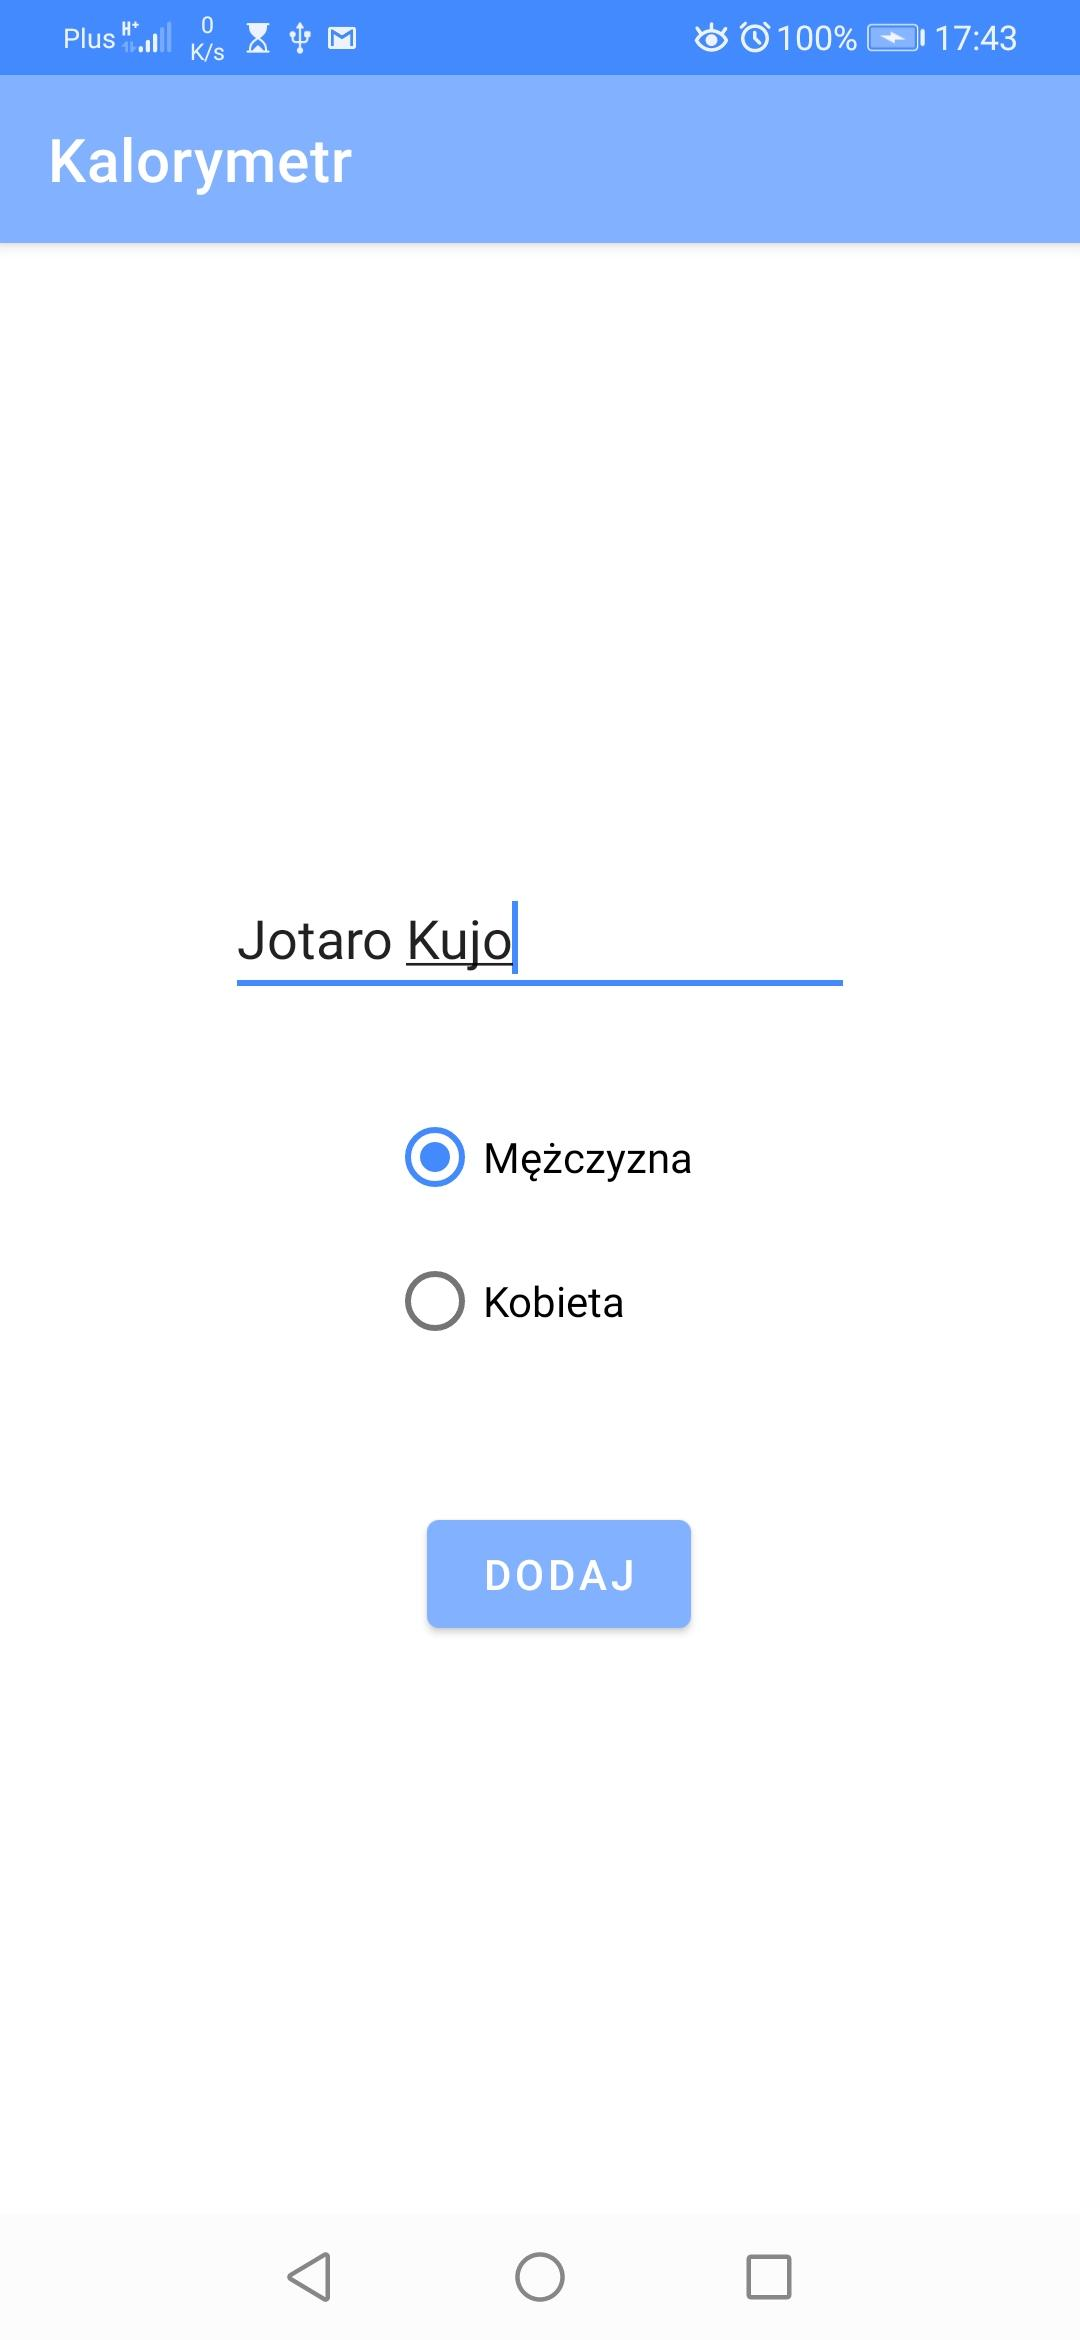 Plus H+ 0 K/s 100% 17:43
Kalorymetr
Jotaro Kujo
Mężczyzna
Kobieta
DODAJ